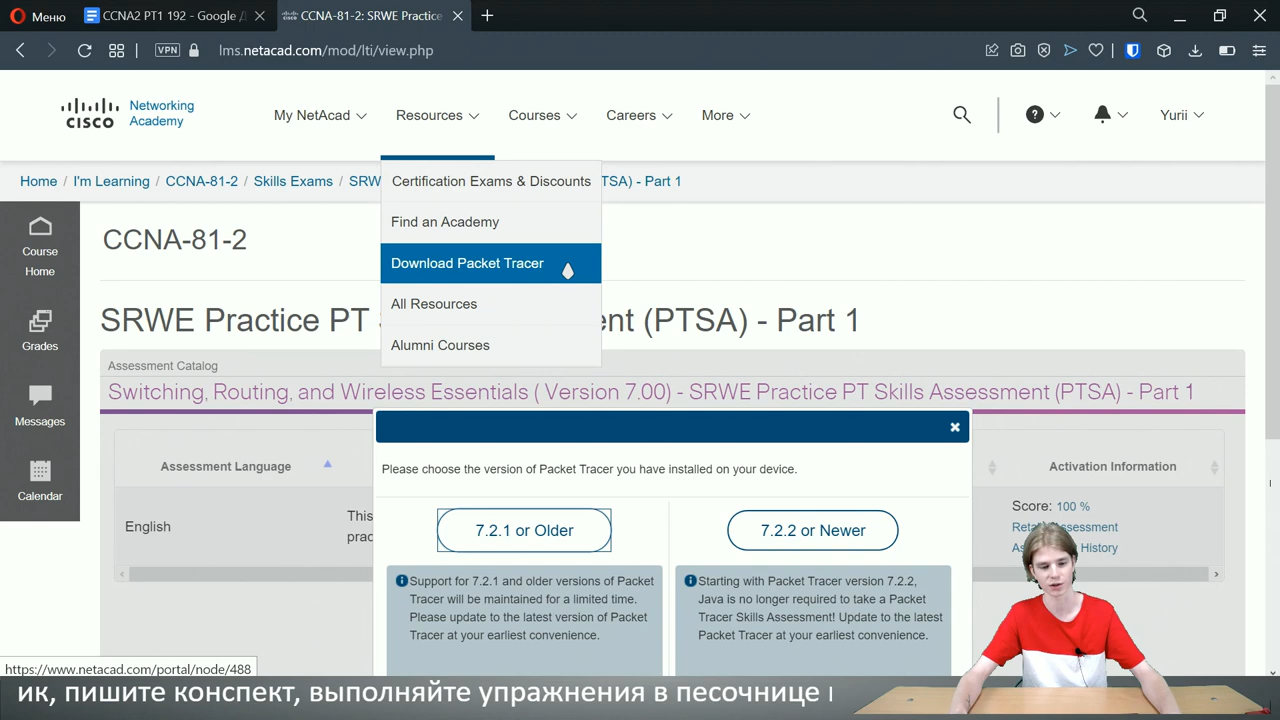 Меню
CCNA2 PT1 192 - Google
CCNA-81-2: SRWE Practice
VPN
lms.netacad.com/mod/lti/view.php
cisco Networking Academy
My NetAcad
Resources
Courses
Careers
More
Yurii
Certification Exams & Discounts
Find an Academy
Download Packet Tracer
All Resources
Alumni Courses
Home / I'm Learning / CCNA-81-2 / Skills Exams / SRW TSA) - Part 1
Course
Home
Grades
Messages
Calendar
CCNA-81-2
SRWE Practice PT S ent (PTSA) - Part 1
Assessment Catalog
Switching, Routing, and Wireless Essentials ( Version 7.00) - SRWE Practice PT Skills Assessment (PTSA) - Part 1
Assessment Language
Activation Information
English
This
prac
Score: 100 %
Please choose the version of Packet Tracer you have installed on your device.
7.2.1 or Older
7.2.2 or Newer
Support for 7.2.1 and older versions of Packet
Tracer will be maintained for a limited time.
Please update to the latest version of Packet
Tracer at your earliest convenience.
Starting with Packet Tracer version 7.2.2,
Java is no longer required to take a Packet
Tracer Skills Assessment! Update to the latest
Packet Tracer at your earliest convenience.
https://www.netacad.com/portal/node/488
ик, пишите конспект, выполняйте упражнения в песочнице